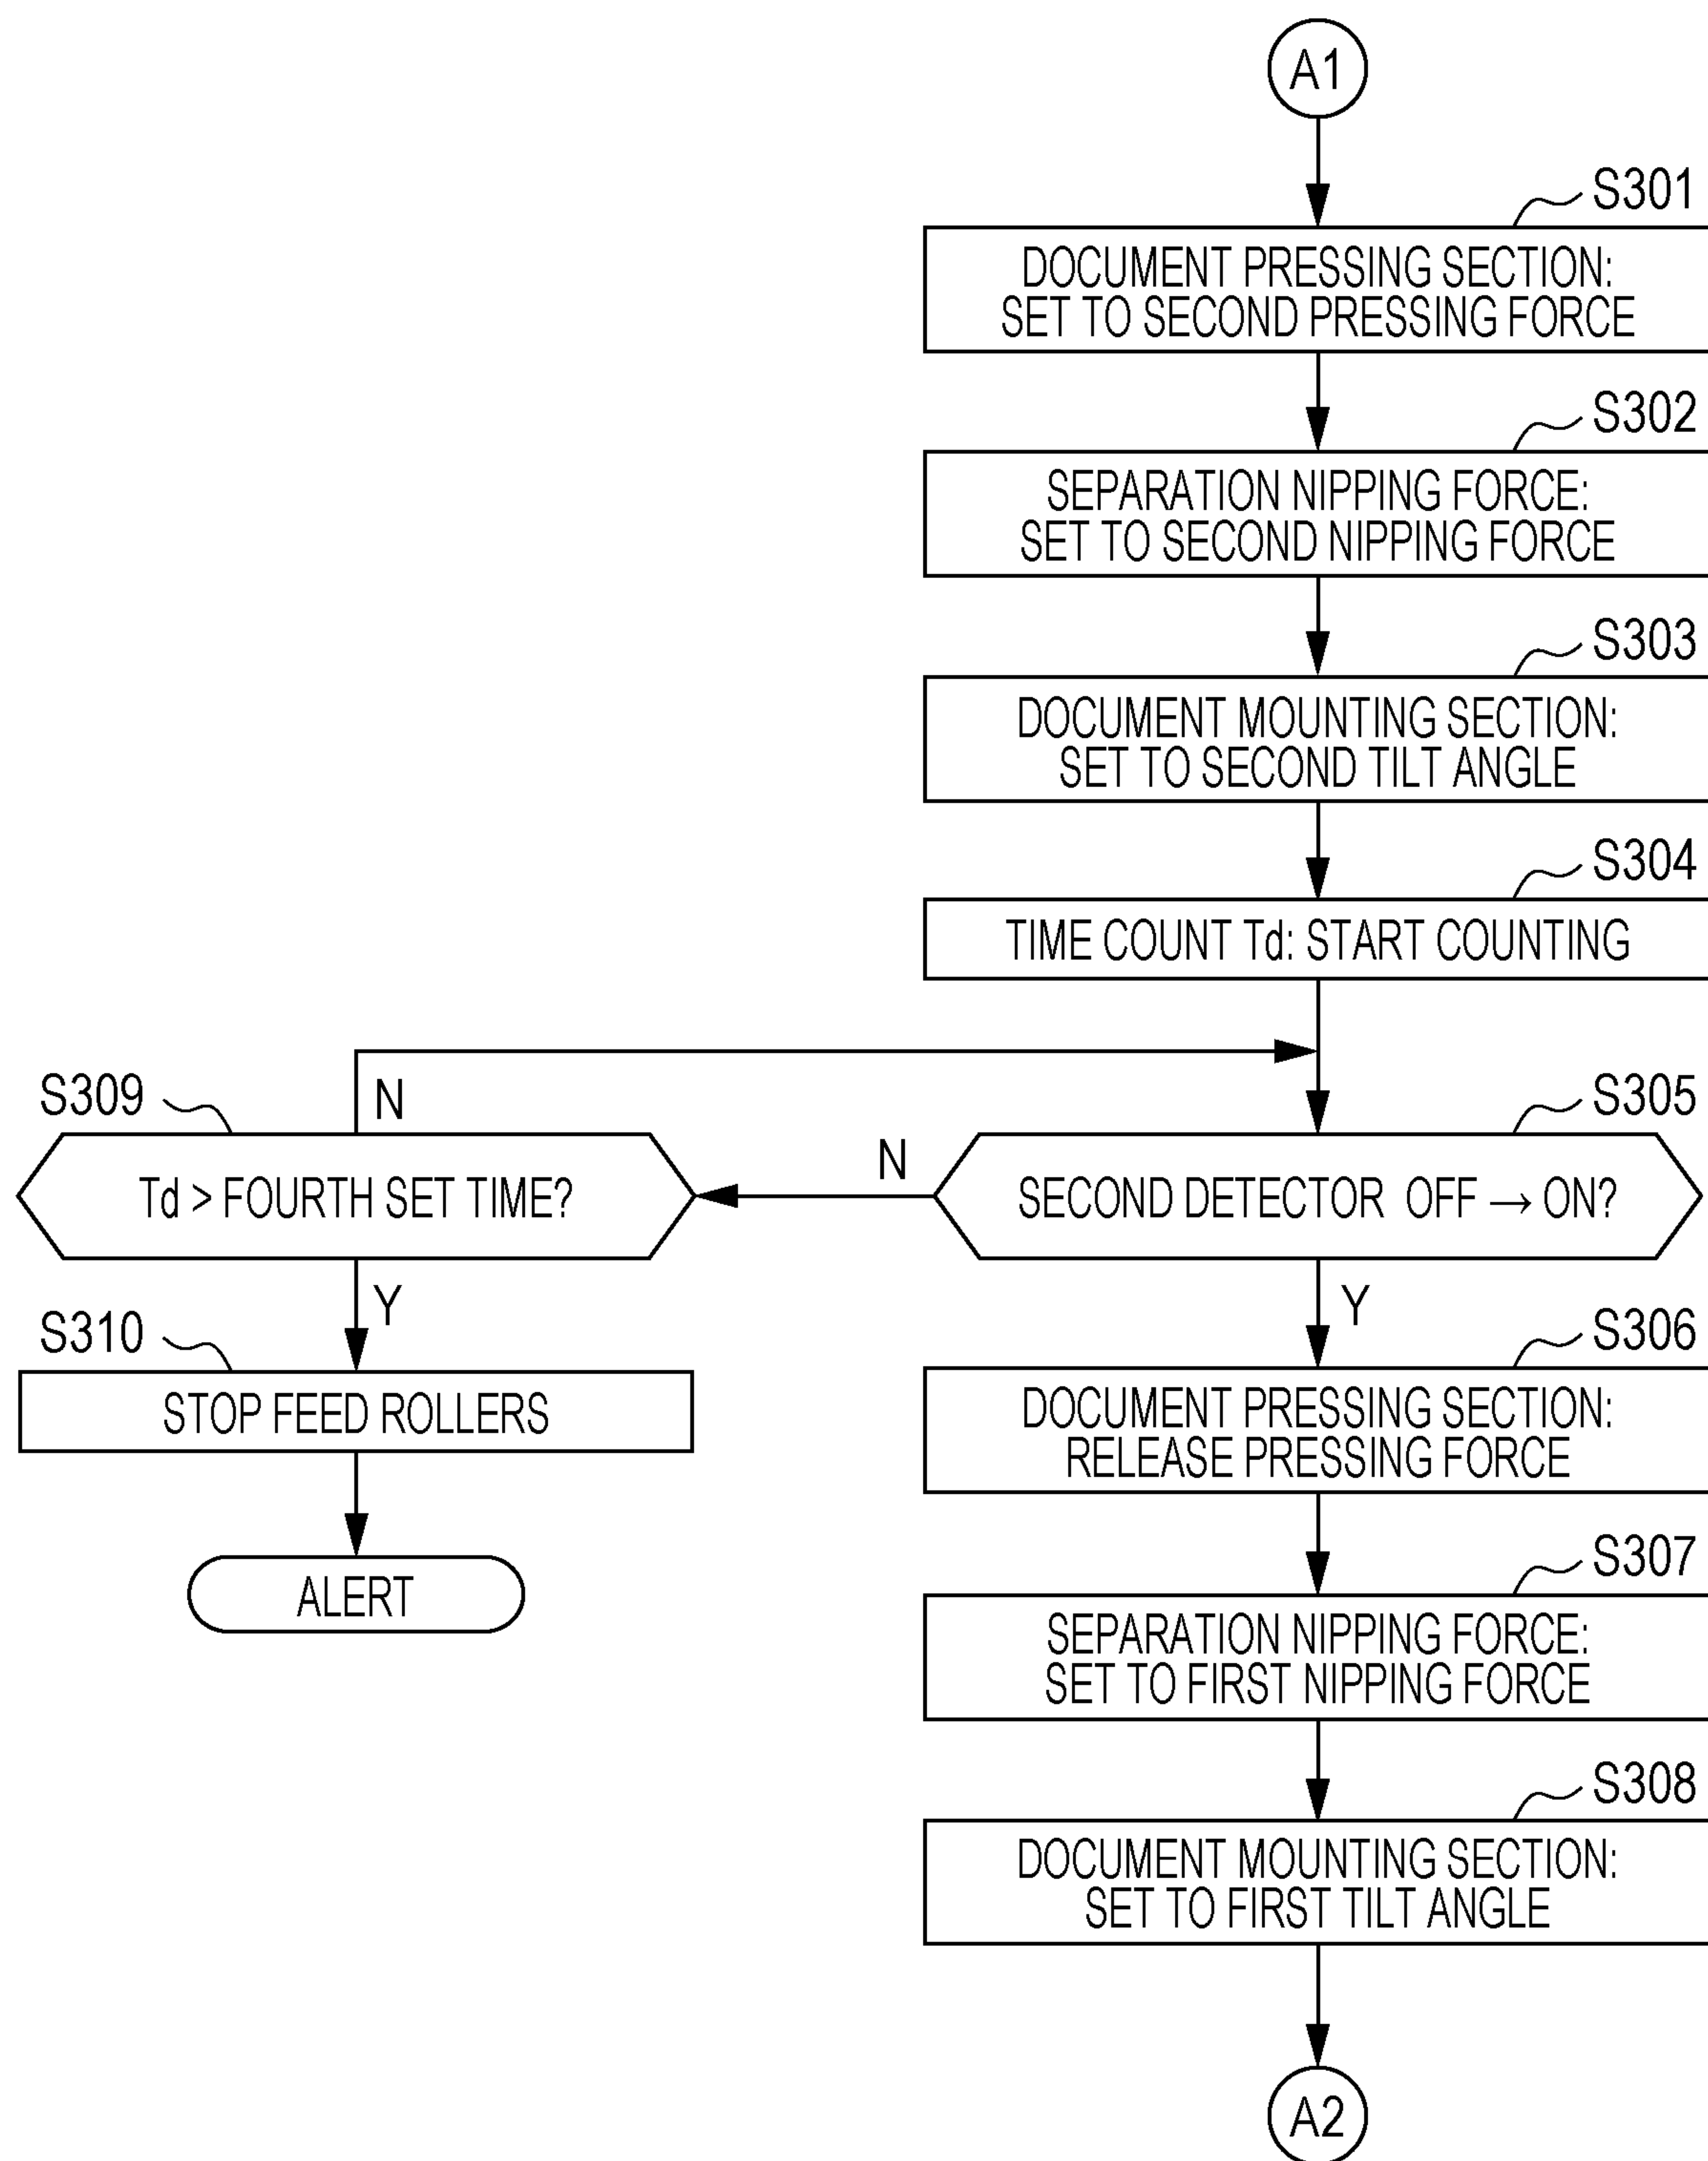 A1
S301
DOCUMENT PRESSING SECTION:
SET TO SECOND PRESSING FORCE
S302
SEPARATION NIPPING FORCE:
SET TO SECOND NIPPING FORCE
S303
DOCUMENT MOUNTING SECTION:
SET TO SECOND TILT ANGLE
S304
TIME COUNT Td: START COUNTING
S309
N
S305
Td > FOURTH SET TIME?
N
SECOND DETECTOR OFF → ON?
Y
Y
S310
S306
STOP FEED ROLLERS
DOCUMENT PRESSING SECTION:
RELEASE PRESSING FORCE
S307
ALERT
SEPARATION NIPPING FORCE:
SET TO FIRST NIPPING FORCE
S308
DOCUMENT MOUNTING SECTION:
SET TO FIRST TILT ANGLE
A2